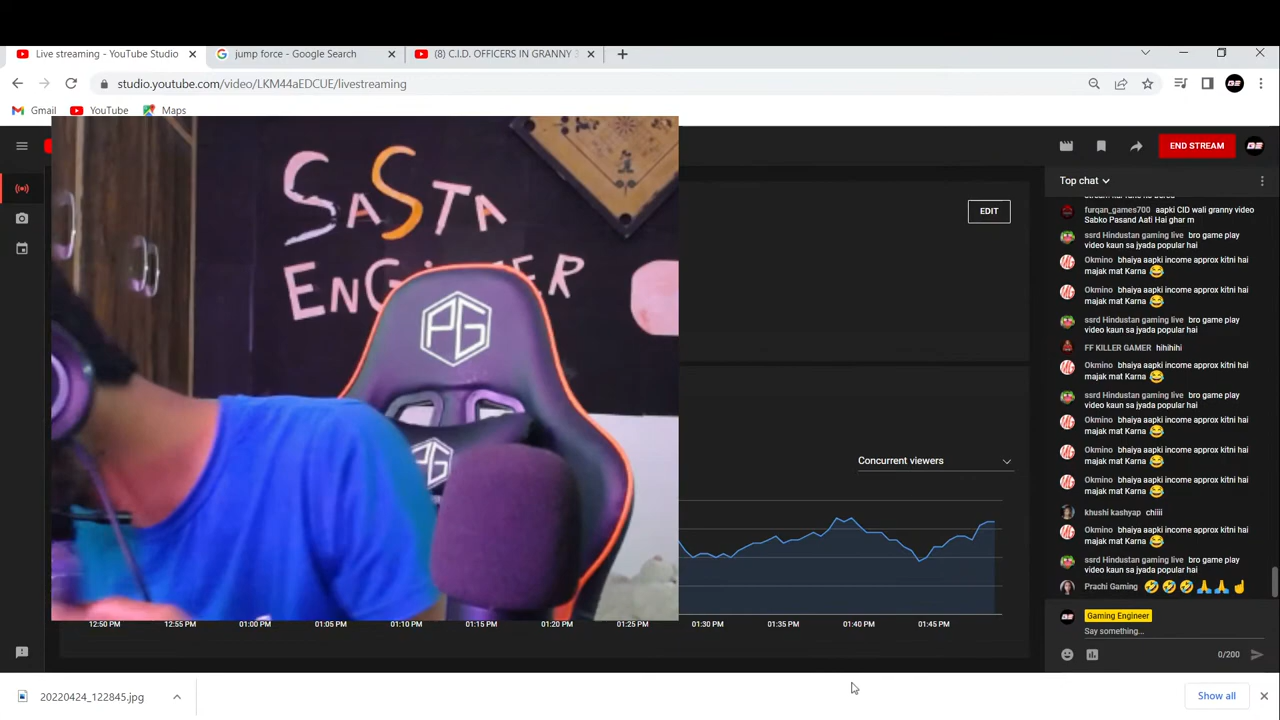 Live streaming - YouTube Studio
jump force - Google Search
(8) C.I.D. OFFICERS IN GRANNY 3
studio.youtube.com/video/LKM44aEDCUE/livestreaming
Gmail
YouTube
Maps
SaSTA
ENGI
ER
PG
PG
END STREAM
GE
EDIT
Concurrent viewers
12:50 PM
12:55 PM
01:00 PM
01:05 PM
01:10 PM
01:15 PM
01:20 PM
01:25 PM
01:30 PM
01:35 PM
01:40 PM
01:45 PM
Top chat
furqan_games700 aapki CID wali granny video
Sabko Pasand Aati Hai ghar m
ssrd Hindustan gaming live bro game play
video kaun sa jyada popular hai
Okmino bhaiya aapki income approx kitni hai
majak mat Karna 😂
Okmino bhaiya aapki income approx kitni hai
majak mat Karna 😂
ssrd Hindustan gaming live bro game play
video kaun sa jyada popular hai
FF KILLER GAMER hihihihi
Okmino bhaiya aapki income approx kitni hai
majak mat Karna 😂
ssrd Hindustan gaming live bro game play
video kaun sa jyada popular hai
Okmino bhaiya aapki income approx kitni hai
majak mat Karna 😂
Okmino bhaiya aapki income approx kitni hai
majak mat Karna 😂
Okmino bhaiya aapki income approx kitni hai
majak mat Karna 😂
khushi kashyap chiiii
Okmino bhaiya aapki income approx kitni hai
majak mat Karna 😂
ssrd Hindustan gaming live bro game play
video kaun sa jyada popular hai
Prachi Gaming 🤣🤣🤣🙏🙏☝
Gaming Engineer
Say something...
0/200
20220424_122845.jpg
Show all